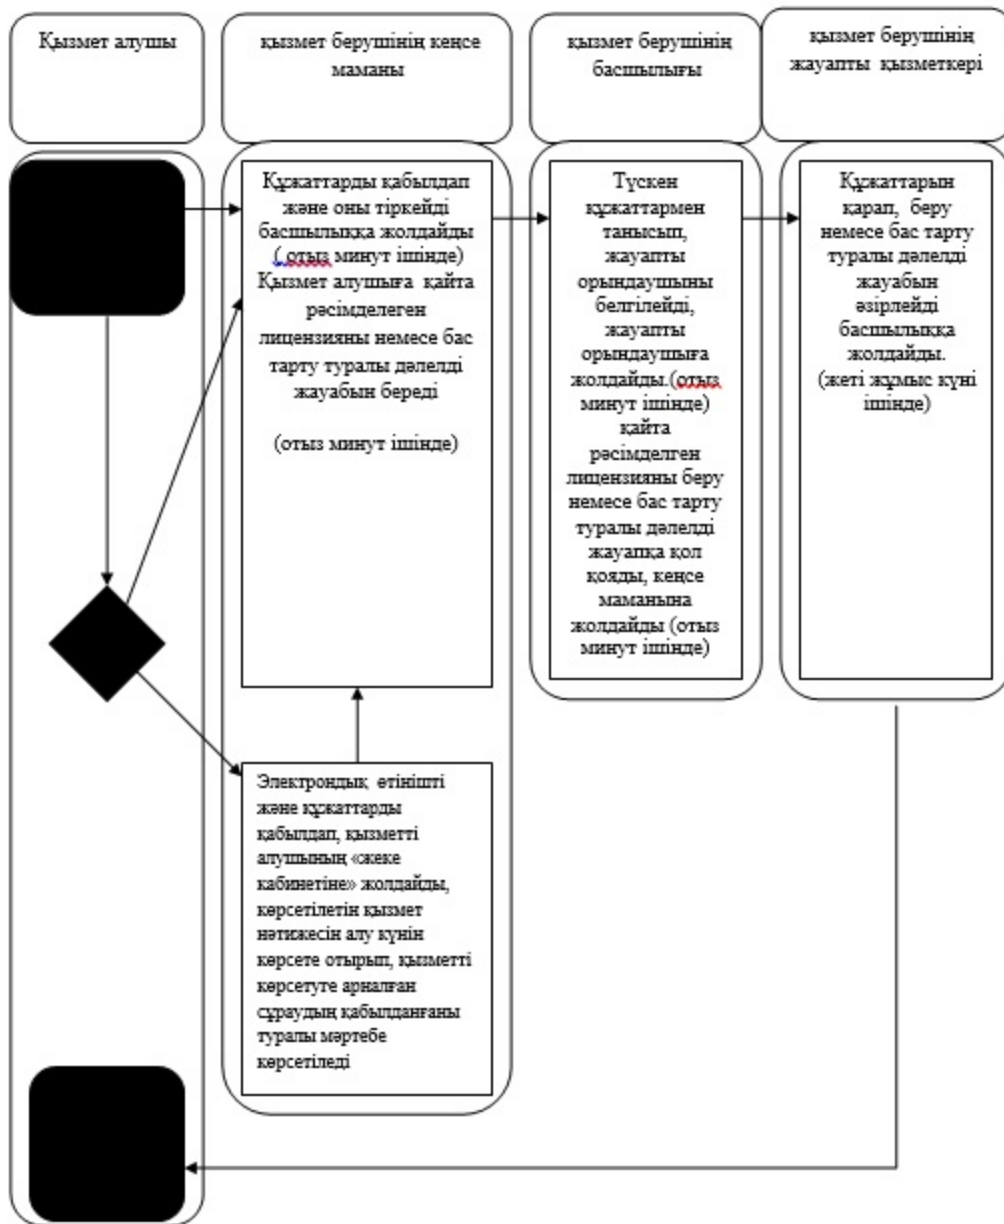 Қызмет алушы
қызмет берушінің кеңсе
маманы
қызмет берушінің
басшылығы
қызмет берушінің
жауапты қызметкері
Құжаттарды қабылдап
және оны тіркейді
басшылыққа жолдайды
( отыз минут ішінде)
Қызмет алушыға қайта
рәсімделеген
лицензияны немесе бас
тарту туралы дәлелді
жауабын береді
(отыз минут ішінде)
Түскен
құжаттармен
танысып,
жауапты
орындаушыны
белгілейді,
жауапты
орындаушыға
жолдайды.(отыз
минут ішінде)
қайта
рәсімделген
лицензияны беру
немесе бас тарту
туралы дәлелді
жауапқа қол
қояды, кеңсе
маманына
жолдайды (отыз
минут ішінде)
Құжаттарын
қарап, беру
немесе бас тарту
туралы дәлелді
жауабын
әзірлейді
басшылыққа
жолдайды.
(жеті жұмыс күні
ішінде)
Электрондық өтінішті
және құжаттарды
қабылдап, қызметті
алушының «жеке
кабинетіне» жолдайды,
көрсетілетін қызмет
нәтижесін алу күнін
көрсете отырып, қызметті
көрсетуге арналған
сұраудың қабылданғаны
туралы мәртебе
көрсетіледі